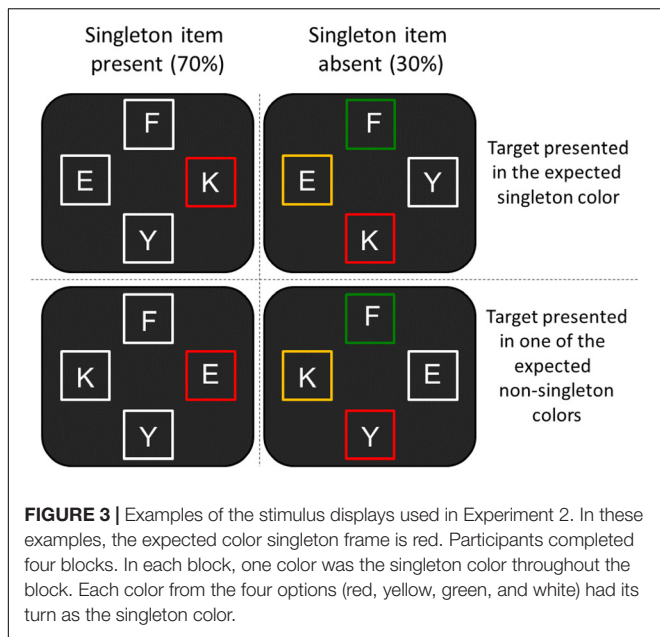 Singleton item
present (70%)
Singleton item
absent (30%)
F
E
K
Y
F
E
Y
K
Target presented
in the expected
singleton color
F
K
E
Y
F
K
E
Y
Target presented
in one of the
expected
non-singleton
colors
FIGURE 3 | Examples of the stimulus displays used in Experiment 2. In these
examples, the expected color singleton frame is red. Participants completed
four blocks. In each block, one color was the singleton color throughout the
block. Each color from the four options (red, yellow, green, and white) had its
turn as the singleton color.